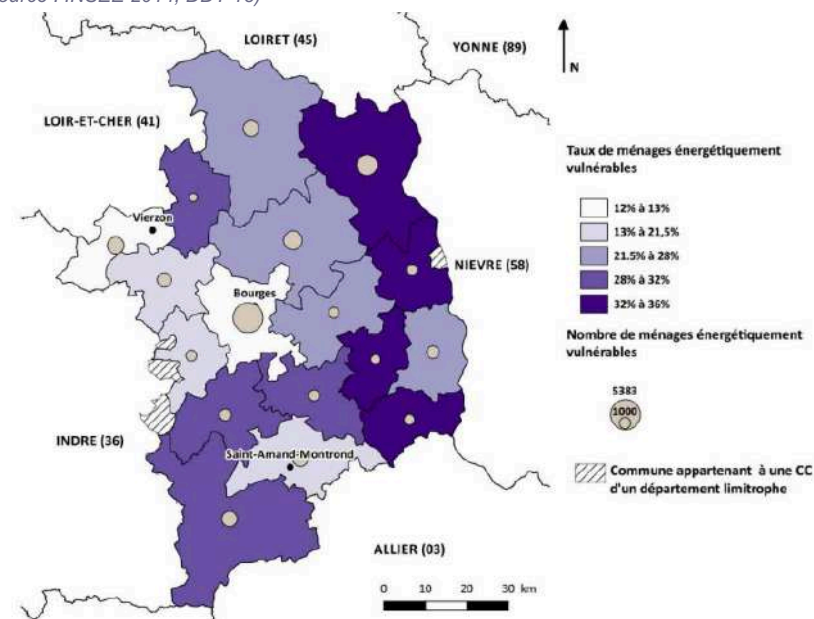 LOIRET (45)
YONNE (89)
N
LOIR-ET-CHER (41)
Vierzon
Bourges
NIEVRE (58)
INDRE (36)
Saint-Amand-Montrond
ALLIER (03)
0 10 20 30 km
Taux de ménages énergétiquement
vulnérables
12% à 13%
13% à 21,5%
21.5% à 28%
28% à 32%
32% à 36%
Nombre de ménages énergétiquement
vulnérables
5383
1000
Commune appartenant à une CC
d'un département limitrophe